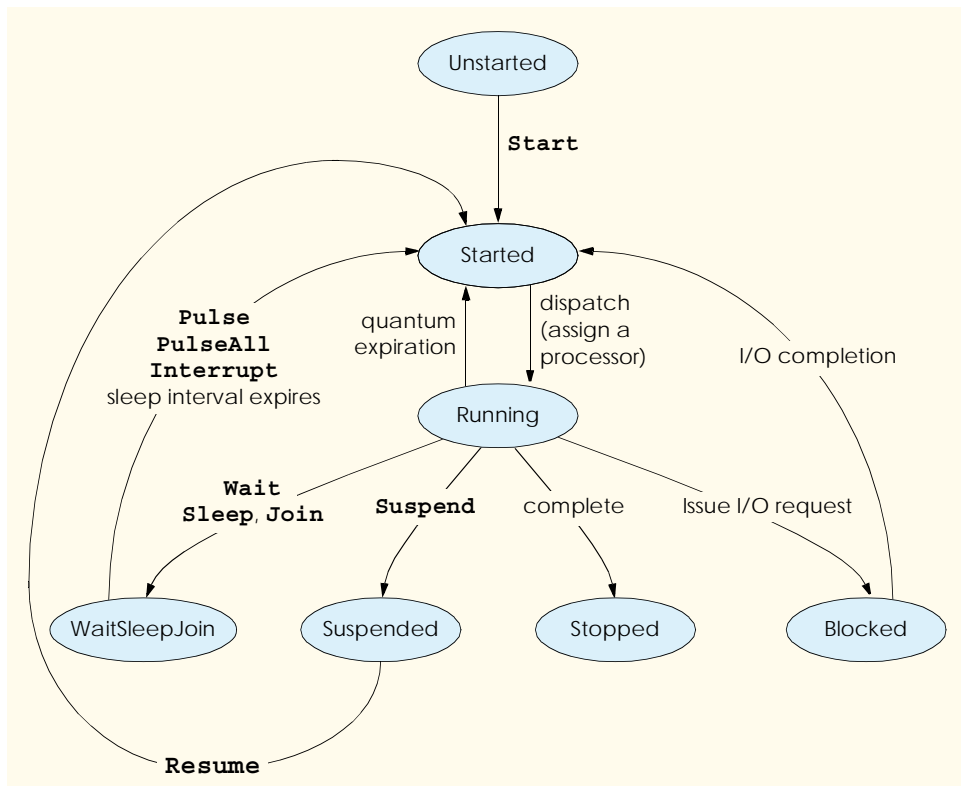 Unstarted
Start
Started
Pulse
PulseAll
Interrupt
sleep interval expires
quantum
expiration
dispatch
(assign a
processor)
I/O completion
Running
Wait
Sleep, Join
Suspend
complete
Issue I/O request
WaitSleepJoin
Suspended
Stopped
Blocked
Resume